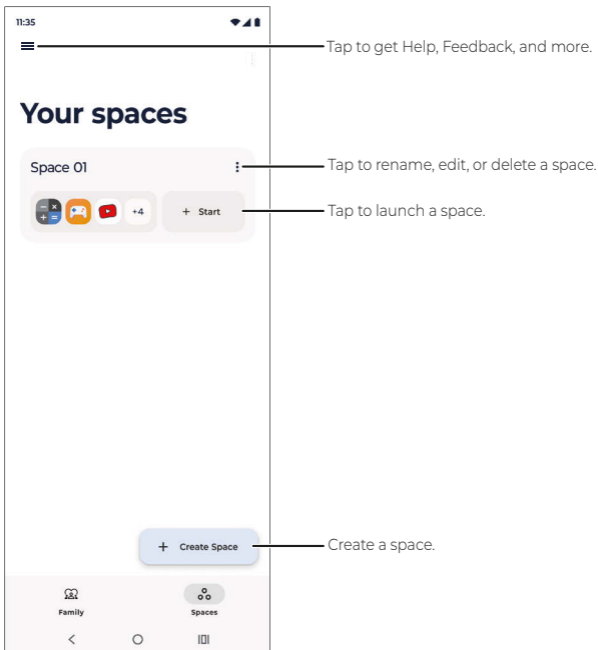 11:35
Tap to get Help, Feedback, and more.
Your spaces
Space 01
Tap to rename, edit, or delete a space.
+4
+ Start
Tap to launch a space.
+ Create Space
Create a space.
Family
Spaces